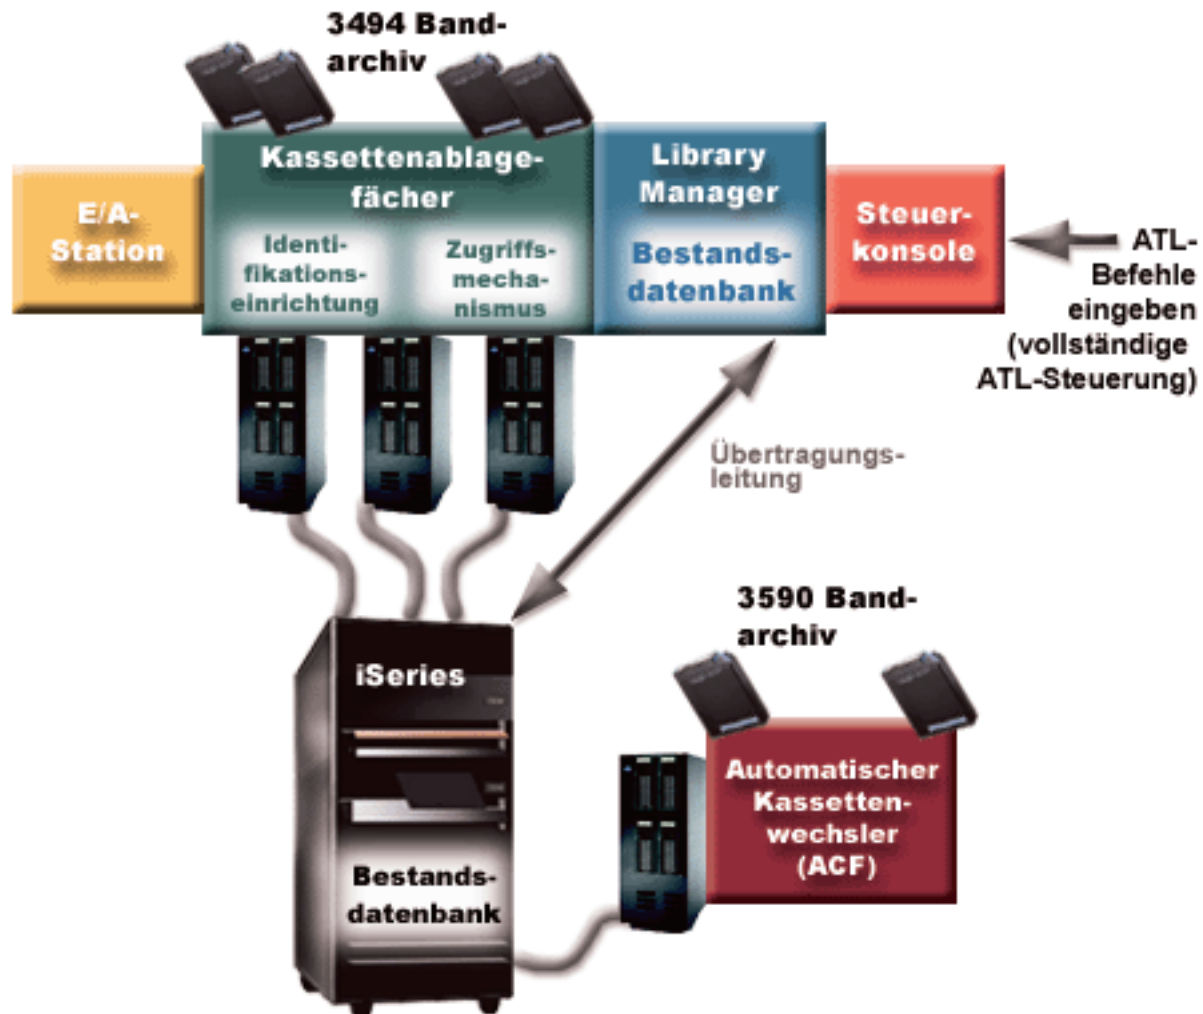 3494 Band-
archiv
Kassettenablage-
fächer
Library
Manager
E/A-
Station
Identi-
fikations-
einrichtung
Zugriffs-
mecha-
nismus
Bestands-
datenbank
Steuer-
konsole
ATL-
Befehle
eingeben
(vollständige
ATL-Steuerung)
Übertragungs-
leitung
3590 Band-
archiv
iSeries
Automatischer
Kassetten-
wechsler
(ACF)
Bestands-
datenbank